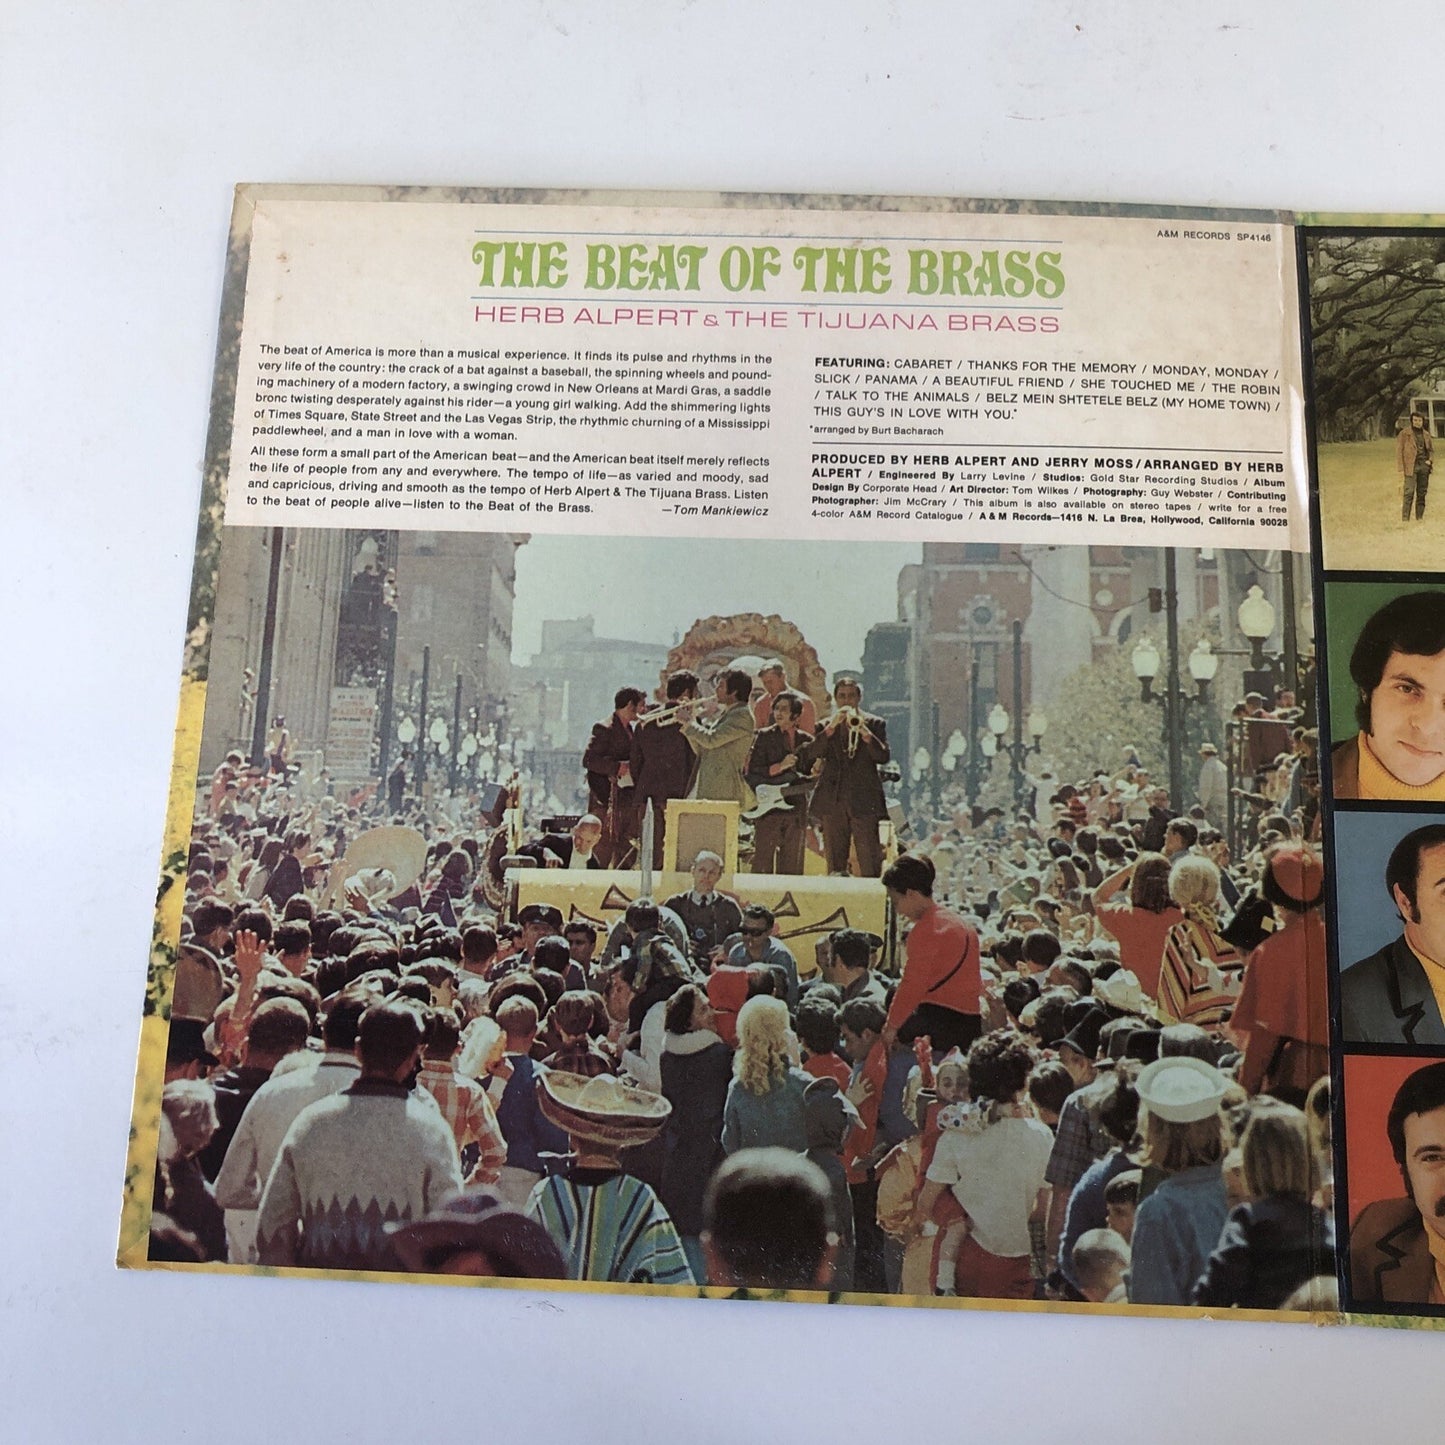 A&M RECORDS SP4146
THE BEAT OF THE BRASS
HERB ALPERT & THE TIJUANA BRASS
The beat of America is more than a musical experience. It finds its pulse and rhythms in the
very life of the country: the crack of a bat against a baseball, the spinning wheels and pound-
ing machinery of a modern factory, a swinging crowd in New Orleans at Mardi Gras, a saddle
bronc twisting desperately against his rider—a young girl walking. Add the shimmering lights
of Times Square, State Street and the Las Vegas Strip, the rhythmic churning of a Mississippi
paddlewheel, and a man in love with a woman.
All these form a small part of the American beat—and the American beat itself merely reflects
the life of people from any and everywhere. The tempo of life—as varied and moody, sad
and capricious, driving and smooth as the tempo of Herb Alpert & The Tijuana Brass. Listen
to the beat of people alive—listen to the Beat of the Brass. —Tom Mankiewicz
FEATURING: CABARET / THANKS FOR THE MEMORY / MONDAY, MONDAY /
SLICK / PANAMA / A BEAUTIFUL FRIEND / SHE TOUCHED ME / THE ROBIN
/ TALK TO THE ANIMALS / BELZ MEIN SHTETELE BELZ (MY HOME TOWN) /
THIS GUY'S IN LOVE WITH YOU.*
*arranged by Burt Bacharach
PRODUCED BY HERB ALPERT AND JERRY MOSS/ARRANGED BY HERB
ALPERT / Engineered By Larry Levine / Studios: Gold Star Recording Studios / Album
Design By Corporate Head / Art Director: Tom Wilkes / Photography: Guy Webster / Contributing
Photographer: Jim McCrary / This album is also available on stereo tapes / write for a free
4-color A&M Record Catalogue / A & M Records—1416 N. La Brea, Hollywood, California 90028